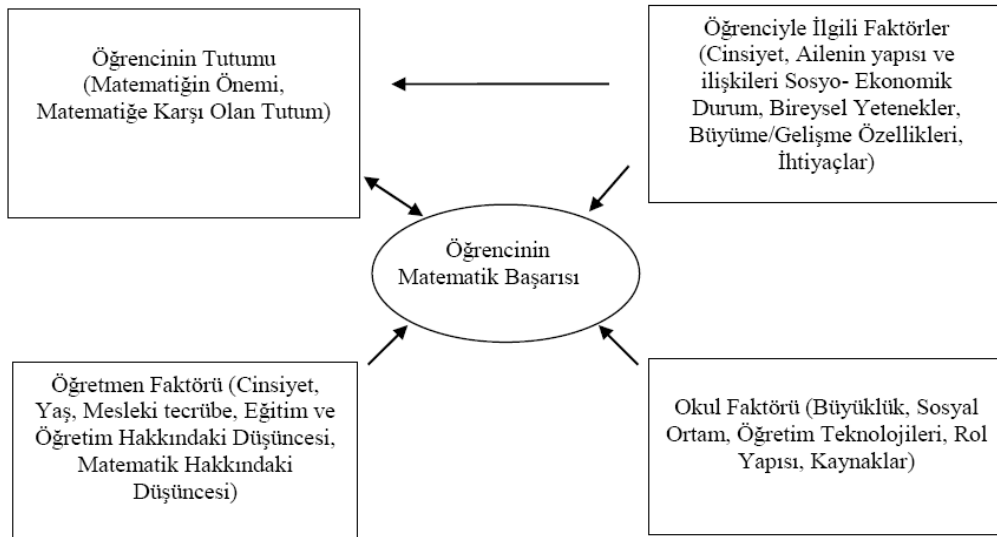 Öğrencinin Tutumu
(Matematiğin Önemi,
Matematiğe Karşı Olan Tutum)
Öğrenciyle İlgili Faktörler
(Cinsiyet, Ailenin yapısı ve
ilişkileri Sosyo- Ekonomik
Durum, Bireysel Yetenekler,
Büyüme/Gelişme Özellikleri,
İhtiyaçlar)
Öğrencinin
Matematik Başarısı
Öğretmen Faktörü (Cinsiyet,
Yaş, Mesleki tecrübe, Eğitim ve
Öğretim Hakkındaki Düşüncesi,
Matematik Hakkındaki
Düşüncesi)
Okul Faktörü (Büyüklük, Sosyal
Ortam, Öğretim Teknolojileri, Rol
Yapısı, Kaynaklar)